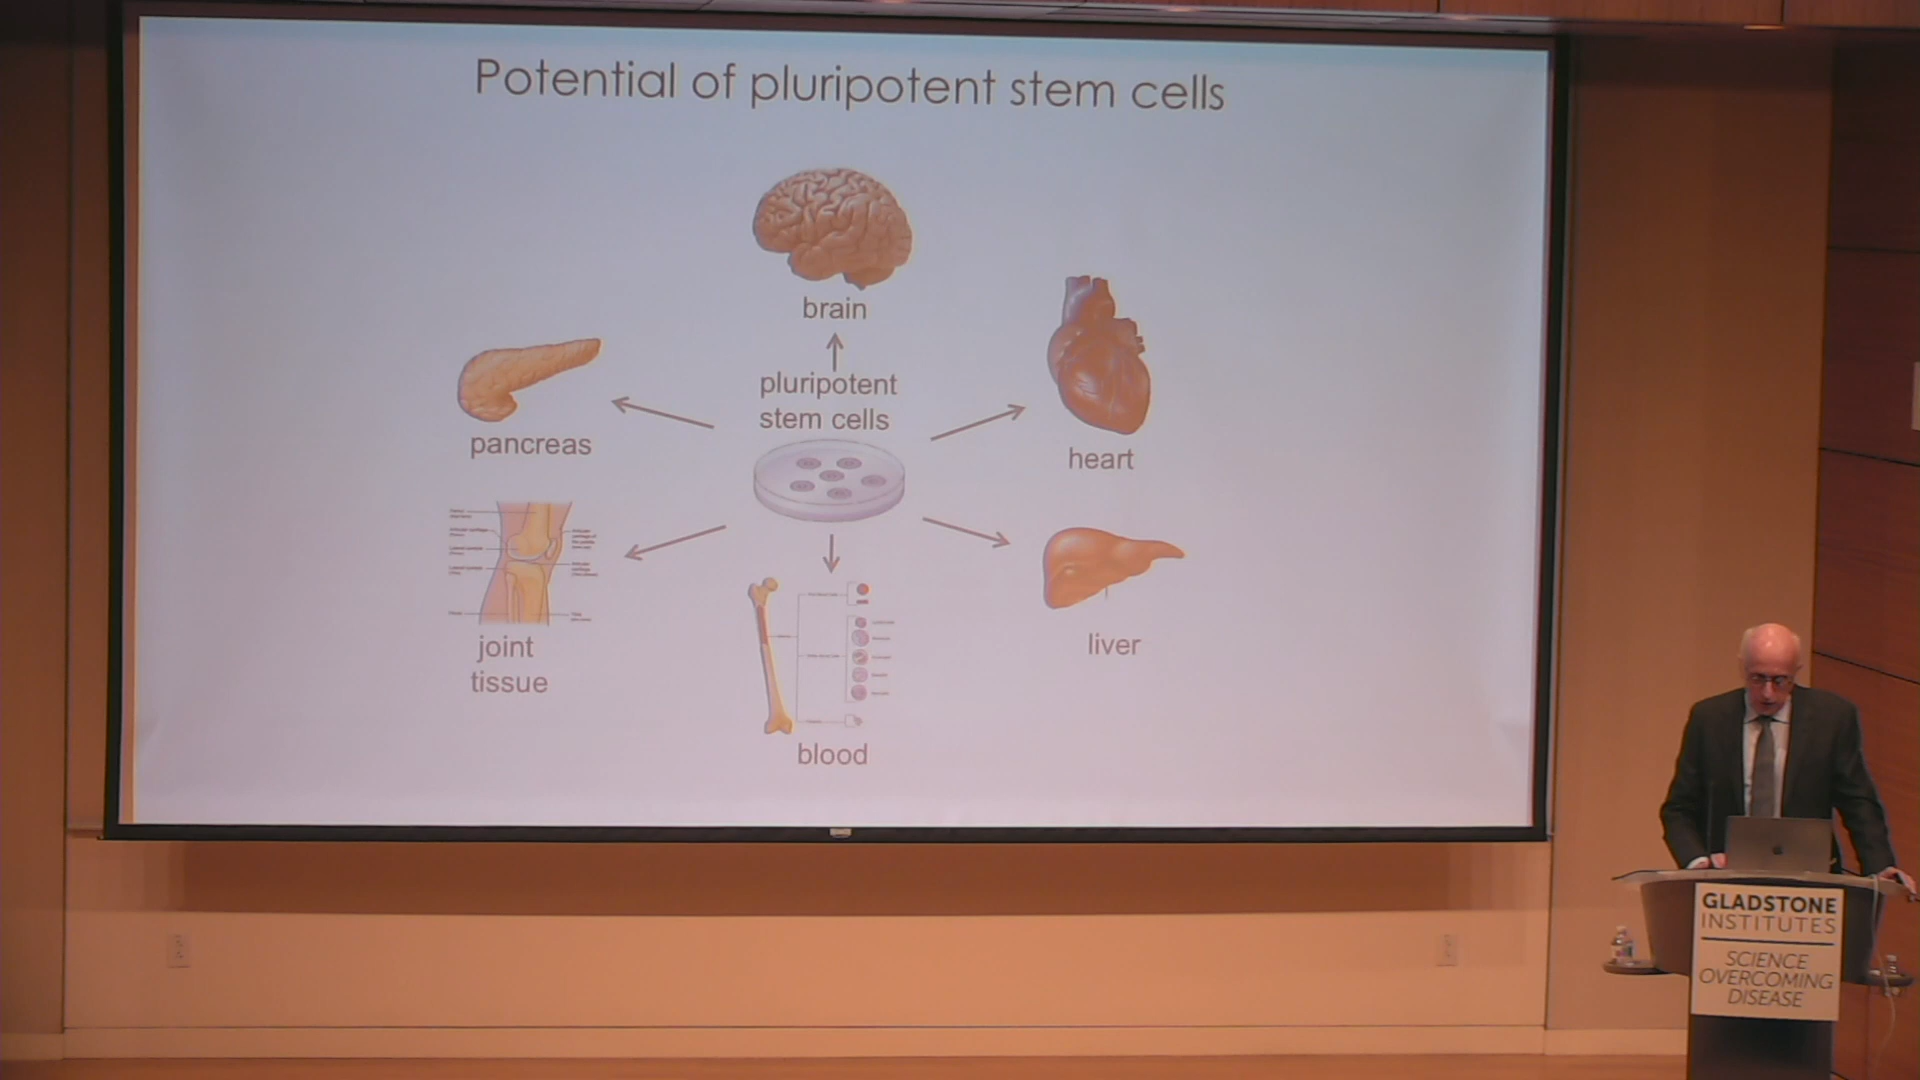 Potential of pluripotent stem cells
brain
pluripotent
stem cells
pancreas
heart
joint
tissue
liver
blood
GLADSTONE
INSTITUTES
SCIENCE
OVERCOMING
DISEASE